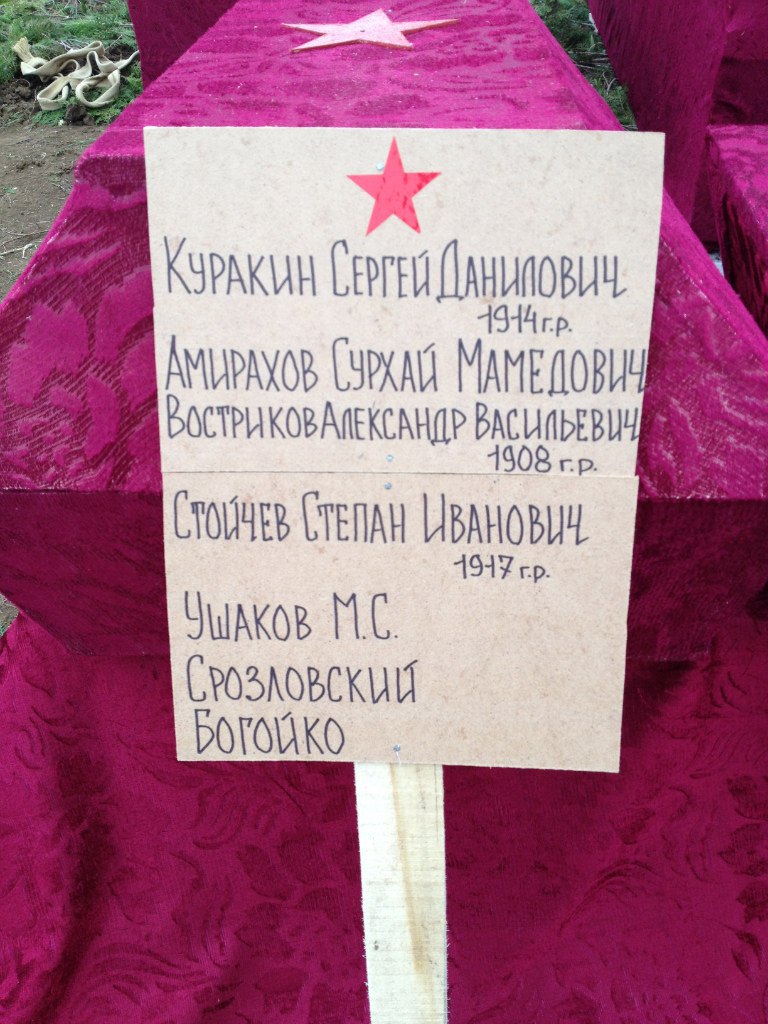 Куракин Сергей Данилович
1914 г.р.
Амирахов Сурхай Мамедович
Востриков Александр Васильевич
1908 г.р.
Стойчев Степан Иванович
1917 г.р.
Ушаков М.С.
Срозловский
Богойко